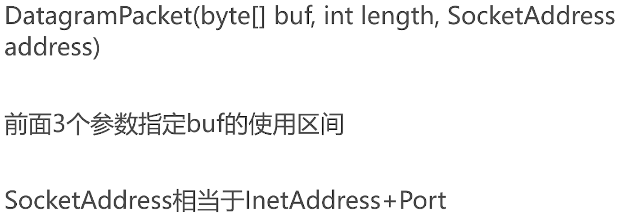 DatagramPacket(byte[] buf, int length, SocketAddress
address)
前面3个参数指定buf的使用区间
SocketAddress相当于InetAddress+Port